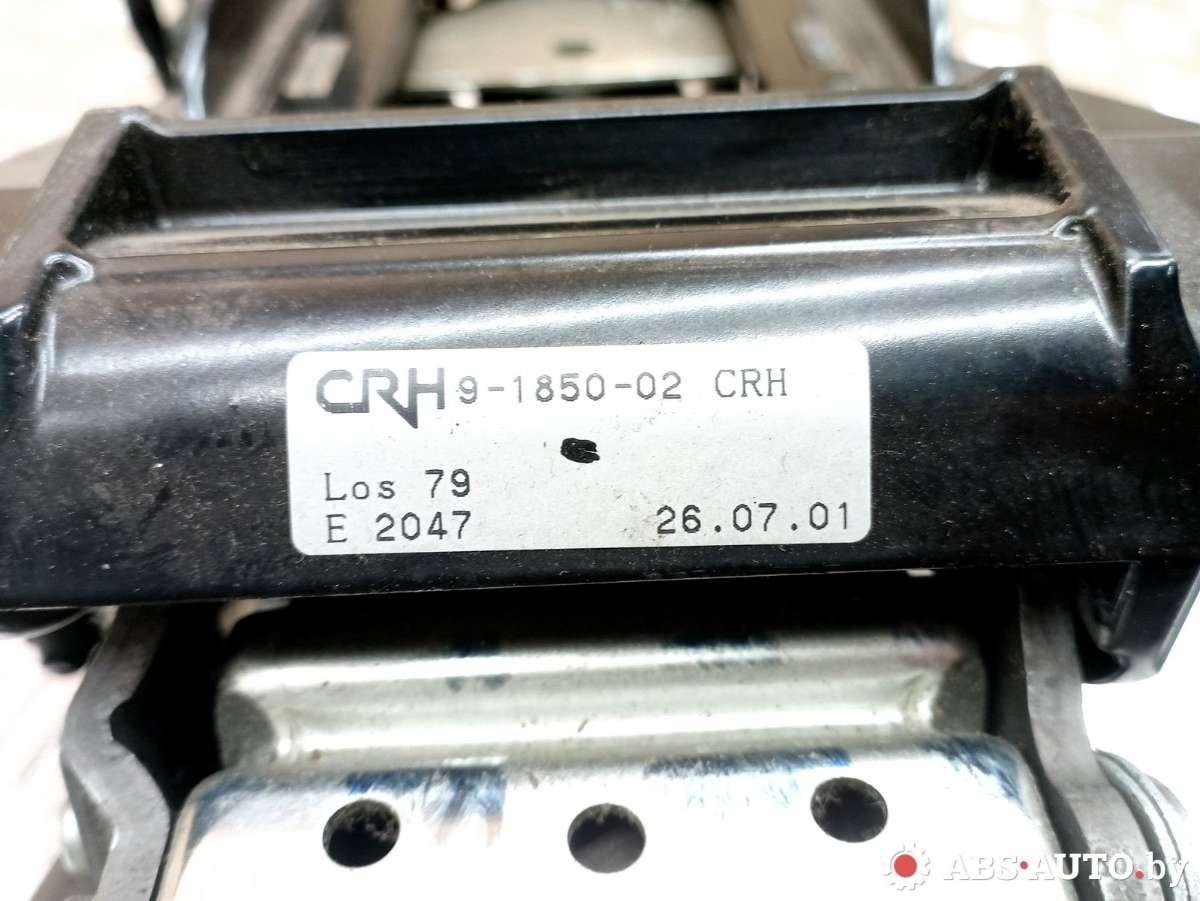 CRH 9-1850-02 CRH
Los 79
E 2047 26.07.01
ABS-AUTO.by